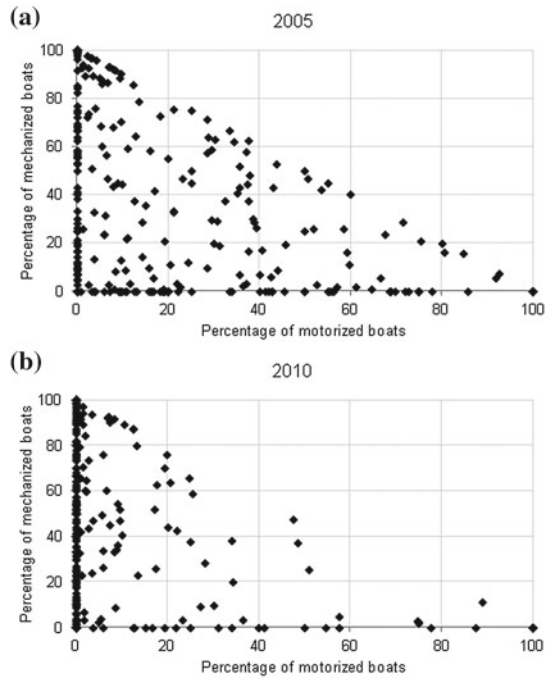 (a)
2005
Percentage of mechanized boats
100
80
60
40
20
0
0 20 40 60 80 100
Percentage of motorized boats
(b)
2010
Percentage of mechanized boats
100
80
60
40
20
0
0 20 40 60 80 100
Percentage of motorized boats